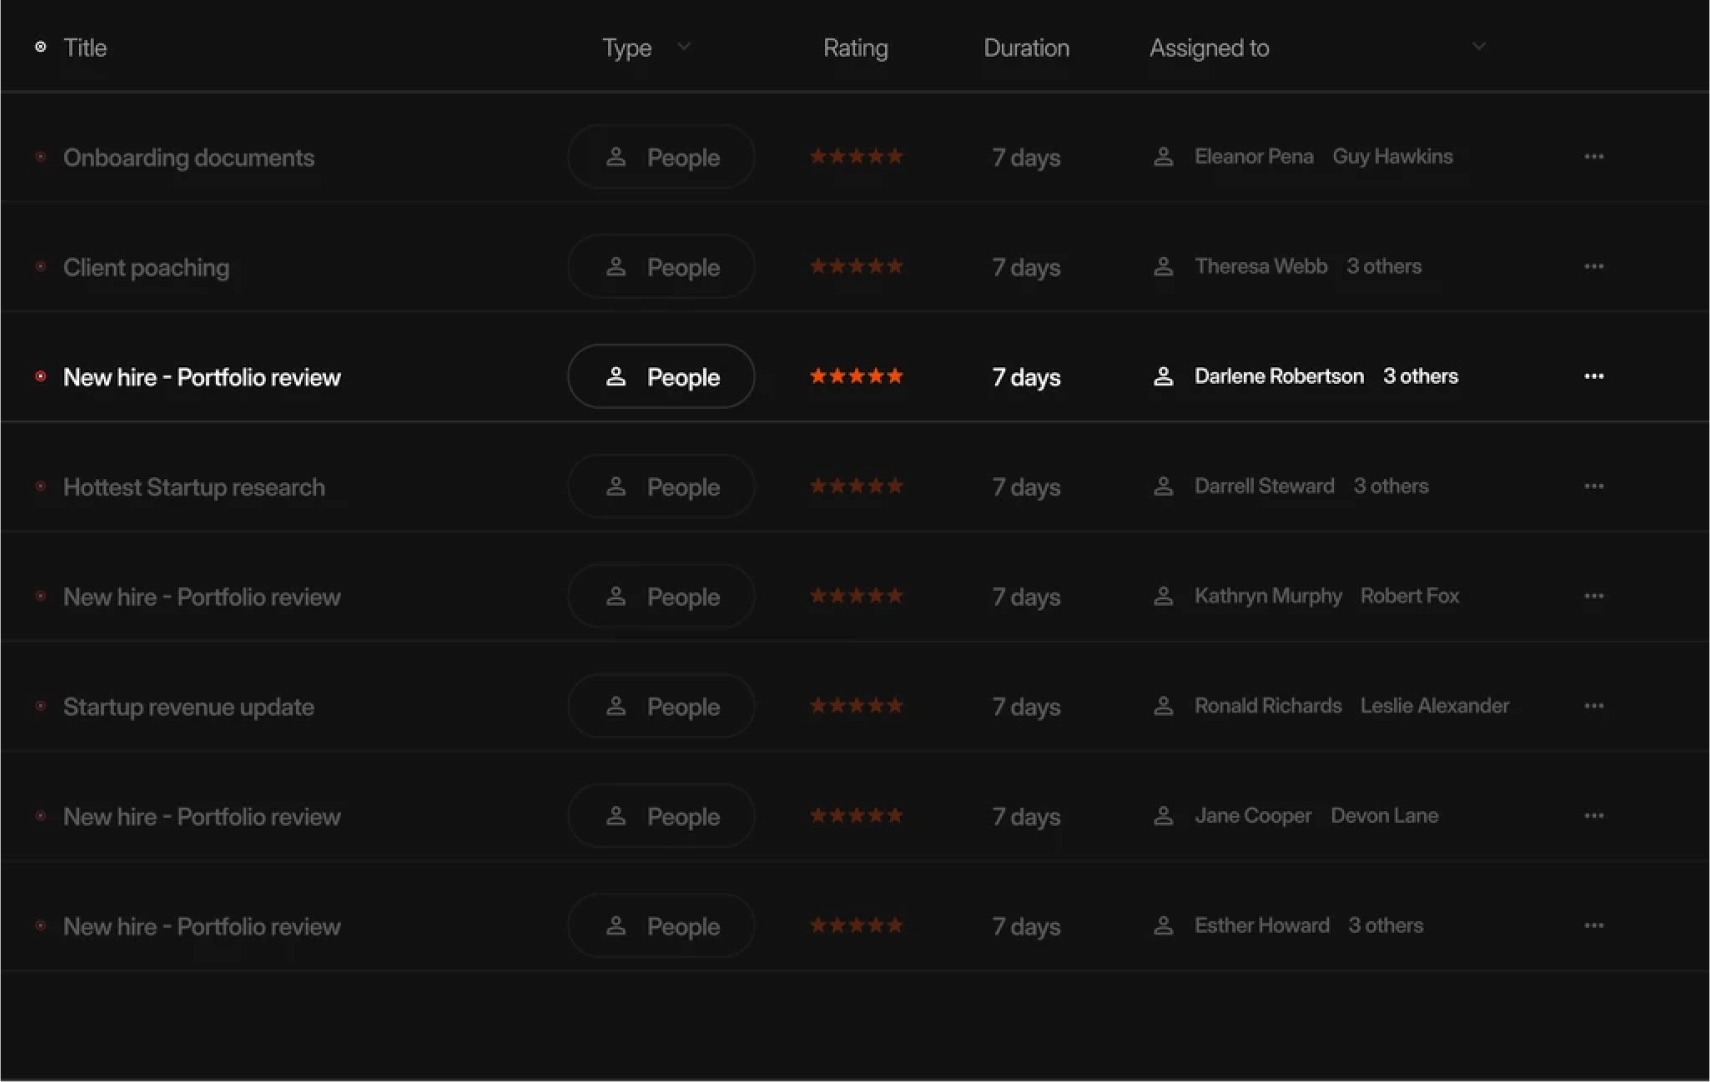 Title Type Rating Duration Assigned to
Onboarding documents People 7 days Eleanor Pena Guy Hawkins
Client poaching People 7 days Theresa Webb 3 others
New hire - Portfolio review People 7 days Darlene Robertson 3 others
Hottest Startup research People 7 days Darrell Steward 3 others
New hire - Portfolio review People 7 days Kathryn Murphy Robert Fox
Startup revenue update People 7 days Ronald Richards Leslie Alexander
New hire - Portfolio review People 7 days Jane Cooper Devon Lane
New hire - Portfolio review People 7 days Esther Howard 3 others